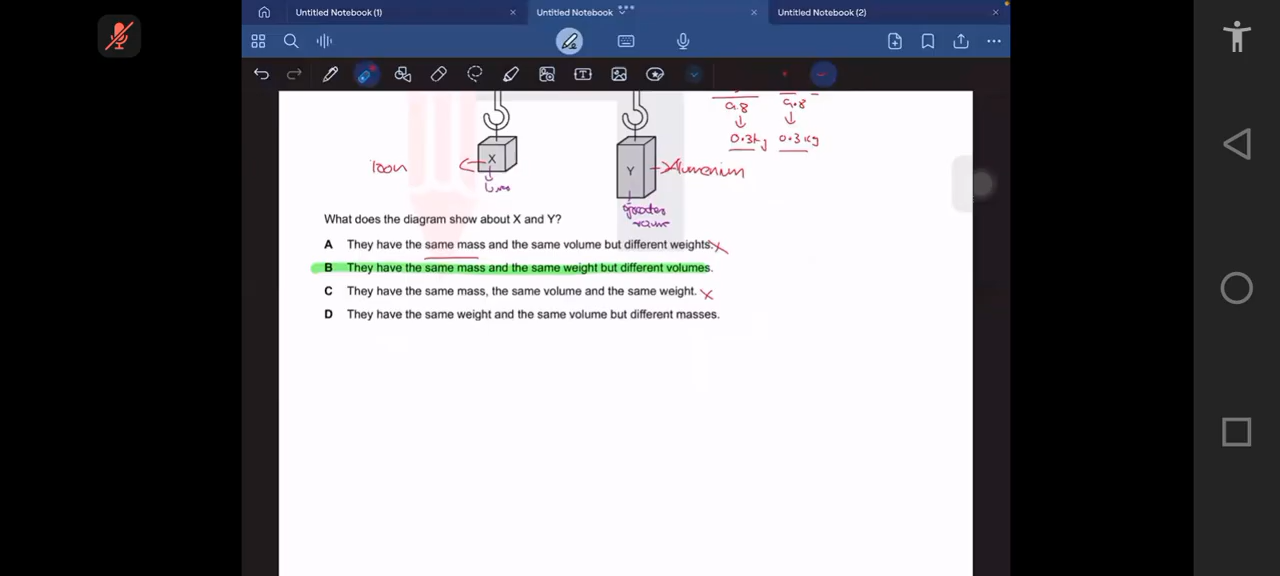 Untitled Notebook (1)
Untitled Notebook
Untitled Notebook (2)
9.8 9.8
0.3kg 0.3kg
X
Y
Aluminium
greater
What does the diagram show about X and Y?
A They have the same mass and the same volume but different weights.
B They have the same mass and the same weight but different volumes.
C They have the same mass, the same volume and the same weight.
D They have the same weight and the same volume but different masses.